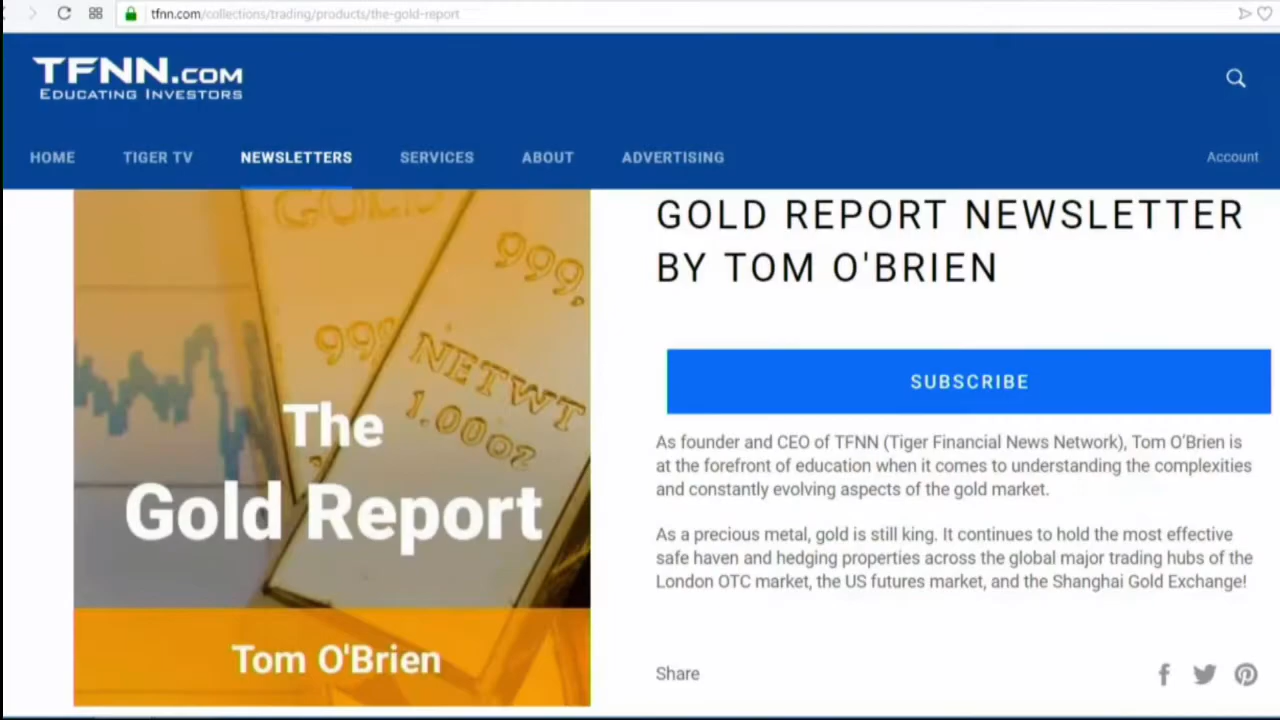 tfnn.com/collections/trading/products/the-gold-report
TFNN.COM
EDUCATING INVESTORS
HOME
TIGER TV
NEWSLETTERS
SERVICES
ABOUT
ADVERTISING
Account
GOLD
999.
999
NETWT
1.00oz
The
Gold Report
Tom O'Brien
GOLD REPORT NEWSLETTER
BY TOM O'BRIEN
SUBSCRIBE
As founder and CEO of TFNN (Tiger Financial News Network), Tom O'Brien is
at the forefront of education when it comes to understanding the complexities
and constantly evolving aspects of the gold market.
As a precious metal, gold is still king. It continues to hold the most effective
safe haven and hedging properties across the global major trading hubs of the
London OTC market, the US futures market, and the Shanghai Gold Exchange!
Share